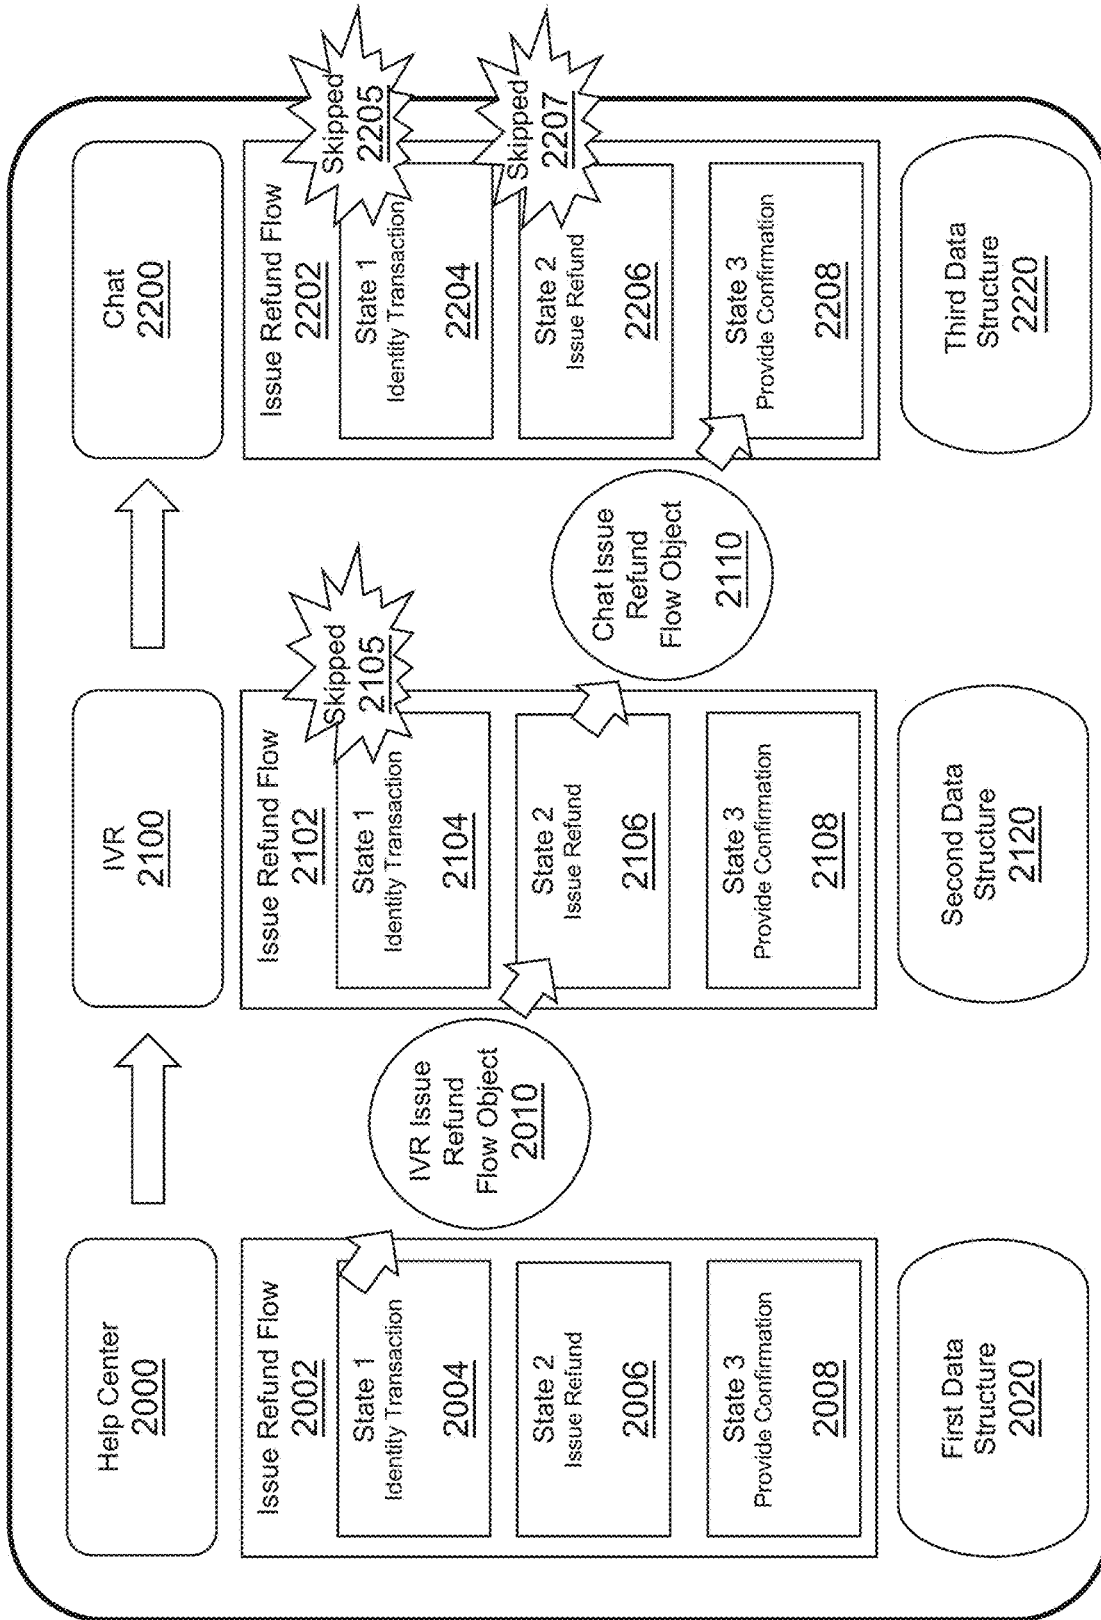 Help Center
2000
Issue Refund Flow
2002
State 1
Identity Transaction
2004
State 2
Issue Refund
2006
State 3
Provide Confirmation
2008
First Data
Structure
2020
IVR Issue
Refund
Flow Object
2010
IVR
2100
Issue Refund Flow
2102
State 1
Identity Transaction
2104
Skipped
2105
State 2
Issue Refund
2106
State 3
Provide Confirmation
2108
Second Data
Structure
2120
Chat Issue
Refund
Flow Object
2110
Chat
2200
Issue Refund Flow
2202
State 1
Identity Transaction
2204
Skipped
2205
State 2
Issue Refund
2206
Skipped
2207
State 3
Provide Confirmation
2208
Third Data
Structure
2220